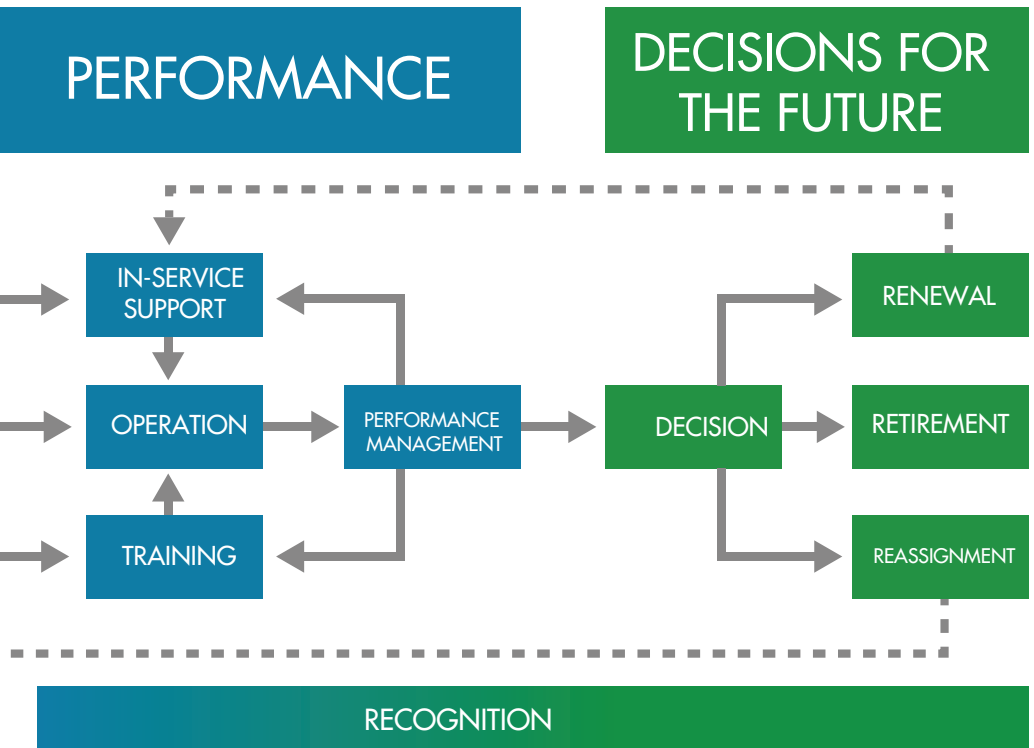 PERFORMANCE
DECISIONS FOR
THE FUTURE
IN-SERVICE
SUPPORT
RENEWAL
OPERATION
PERFORMANCE
MANAGEMENT
DECISION
RETIREMENT
TRAINING
REASSIGNMENT
RECOGNITION